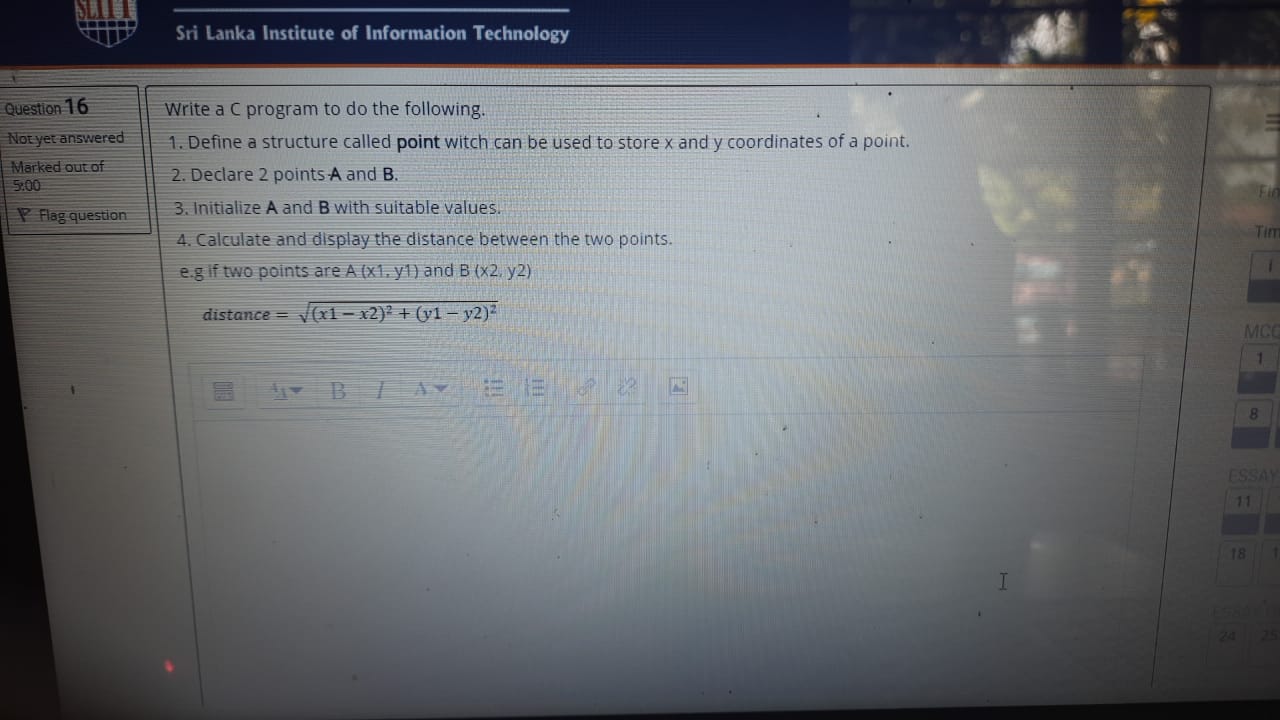 SLIIT
Sri Lanka Institute of Information Technology
Question 16
Not yet answered
Marked out of
5.00
Flag question
Write a C program to do the following.
1. Define a structure called point witch can be used to store x and y coordinates of a point.
2. Declare 2 points A and B.
3. Initialize A and B with suitable values.
4. Calculate and display the distance between the two points.
e.g if two points are A (x1, y1) and B (x2, y2)
distance = √(x1 − x2)² + (y1 − y2)²
B I A
Tim
i
MCQ
1
8
ESSAY
11
18
24 25